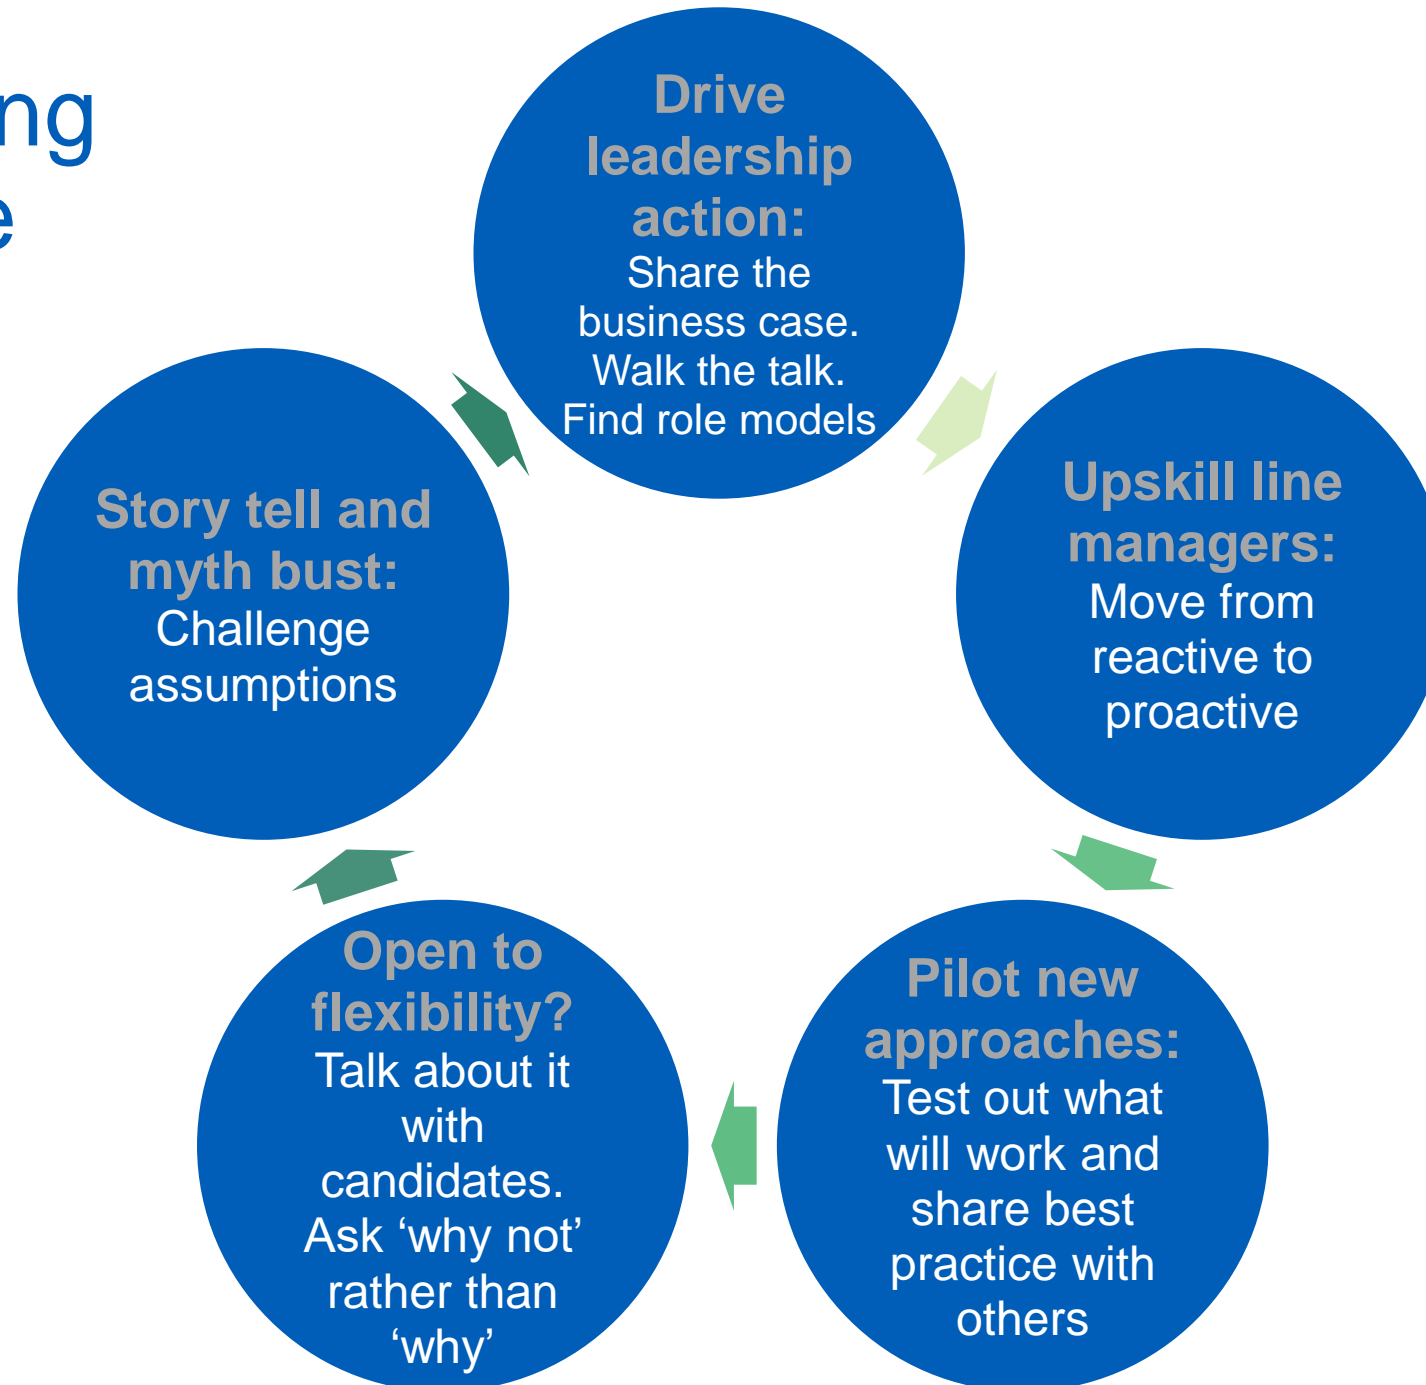 ng
e
Drive
leadership
action:
Share the
business case.
Walk the talk.
Find role models
Upskill line
managers:
Move from
reactive to
proactive
Pilot new
approaches:
Test out what
will work and
share best
practice with
others
Open to
flexibility?
Talk about it
with
candidates.
Ask ‘why not’
rather than
‘why’
Story tell and
myth bust:
Challenge
assumptions